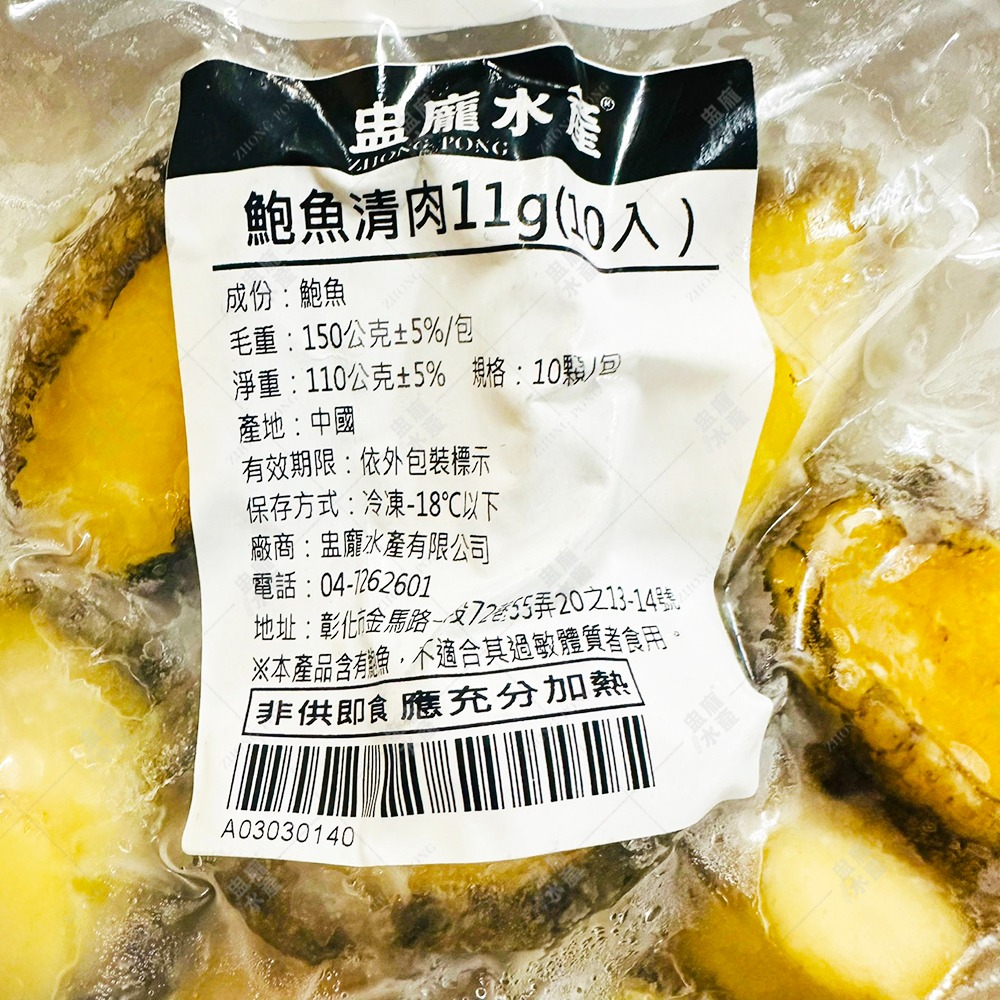 盅龐水產®
ZHONG PONG
鮑魚清肉11g(10入)
成份：鮑魚
毛重：150公克±5%/包
淨重：110公克±5% 規格：10顆/包
產地：中國
有效期限：依外包裝標示
保存方式：冷凍-18℃以下
廠商：盅龐水產有限公司
電話：04-7262601
地址：彰化市金馬路一段72巷55弄20之13-14號
※本產品含有鮑魚，不適合其過敏體質者食用。
非供即食 應充分加熱
A03030140